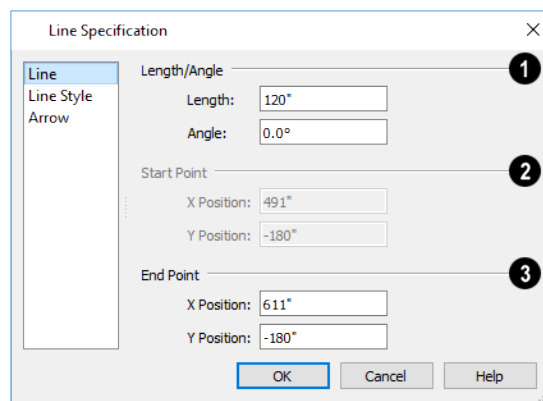 Line Specification
Line
Line Style
Arrow
Length/Angle
1
Length: 120"
Angle: 0.0°
Start Point
2
X Position: 491"
Y Position: -180"
End Point
3
X Position: 611"
Y Position: -180"
OK Cancel Help